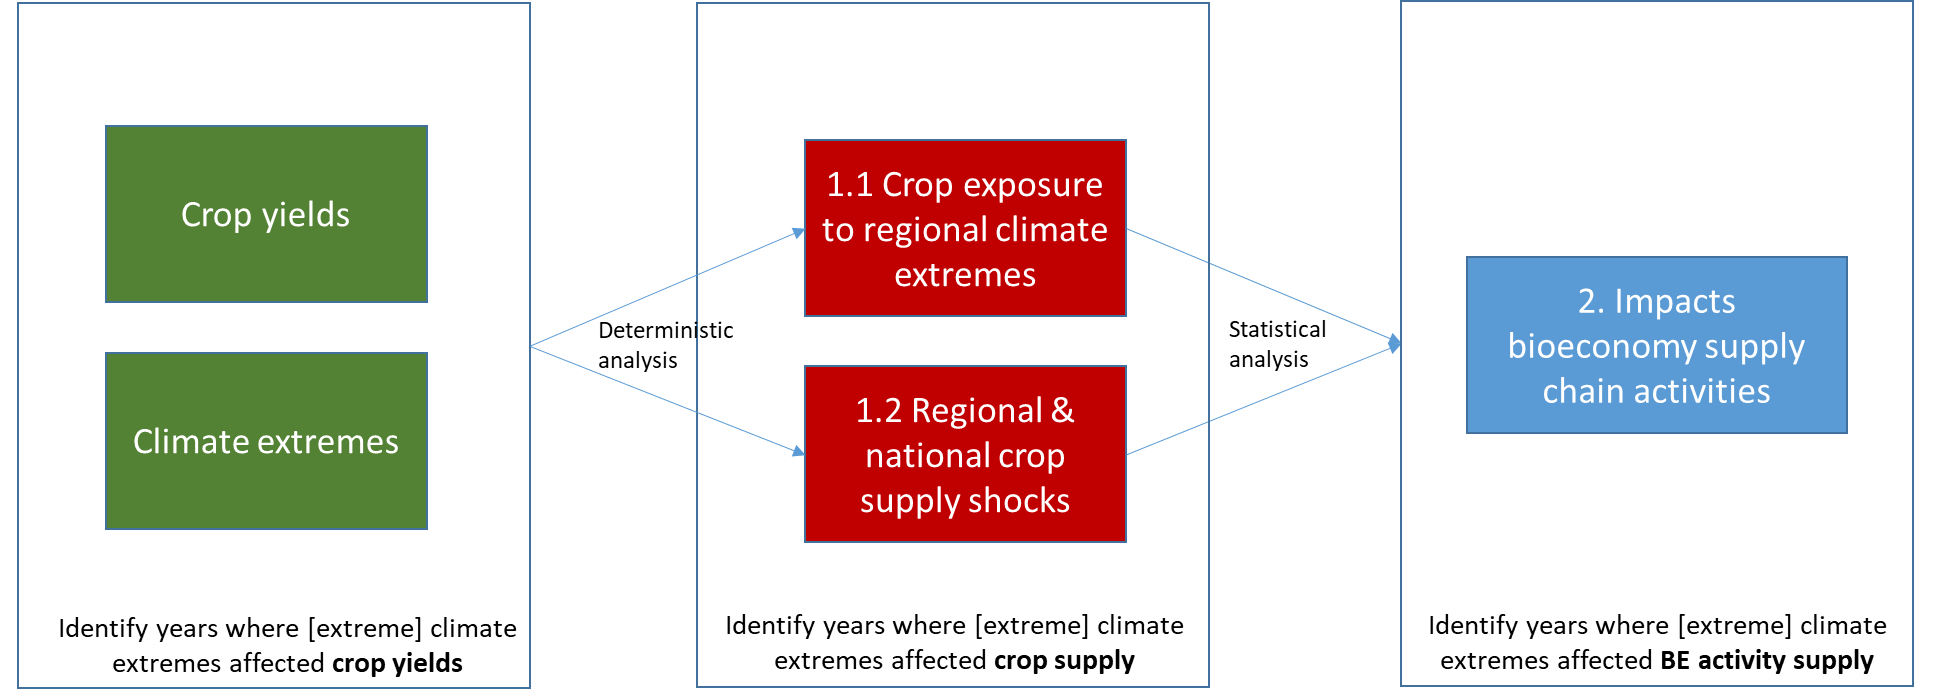 Crop yields
Climate extremes
Identify years where [extreme] climate
extremes affected crop yields
Deterministic
analysis
1.1 Crop exposure
to regional climate
extremes
1.2 Regional &
national crop
supply shocks
Identify years where [extreme] climate
extremes affected crop supply
Statistical
analysis
2. Impacts
bioeconomy supply
chain activities
Identify years where [extreme] climate
extremes affected BE activity supply